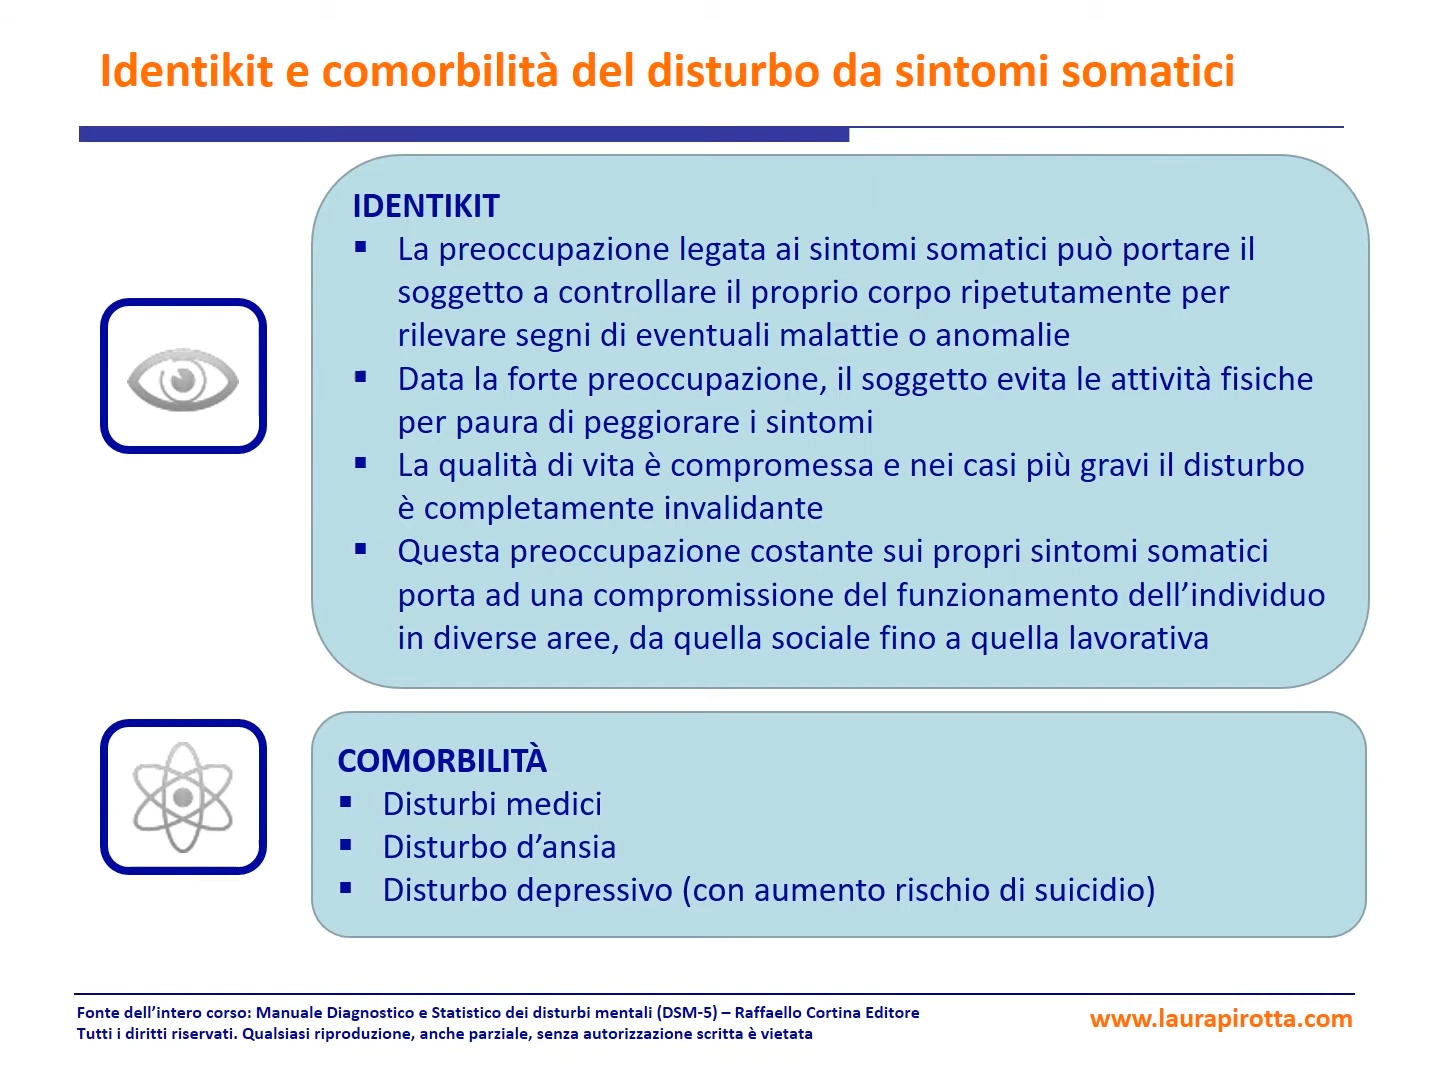 Identikit e comorbilità del disturbo da sintomi somatici
IDENTIKIT
▪ La preoccupazione legata ai sintomi somatici può portare il
soggetto a controllare il proprio corpo ripetutamente per
rilevare segni di eventuali malattie o anomalie
▪ Data la forte preoccupazione, il soggetto evita le attività fisiche
per paura di peggiorare i sintomi
▪ La qualità di vita è compromessa e nei casi più gravi il disturbo
è completamente invalidante
▪ Questa preoccupazione costante sui propri sintomi somatici
porta ad una compromissione del funzionamento dell’individuo
in diverse aree, da quella sociale fino a quella lavorativa
COMORBILITÀ
▪ Disturbi medici
▪ Disturbo d’ansia
▪ Disturbo depressivo (con aumento rischio di suicidio)
Fonte dell’intero corso: Manuale Diagnostico e Statistico dei disturbi mentali (DSM-5) – Raffaello Cortina Editore
Tutti i diritti riservati. Qualsiasi riproduzione, anche parziale, senza autorizzazione scritta è vietata
www.laurapirotta.com